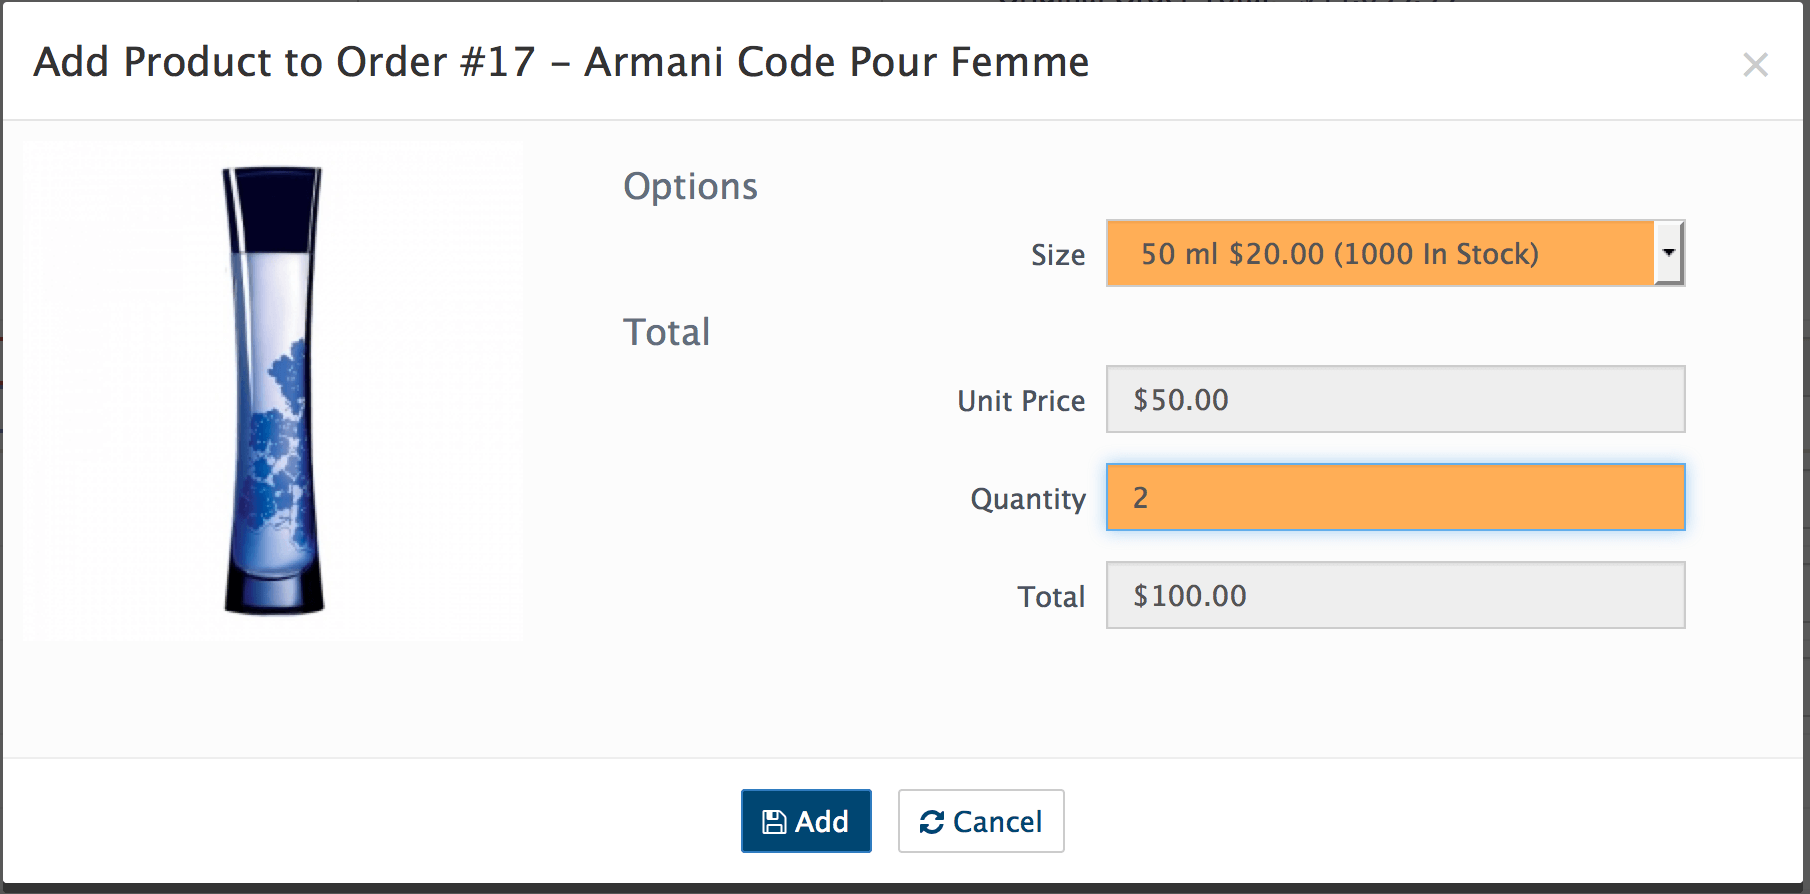 Add Product to Order #17 – Armani Code Pour Femme
×
Options
Size 50 ml $20.00 (1000 In Stock)
Total
Unit Price $50.00
Quantity 2
Total $100.00
Add Cancel